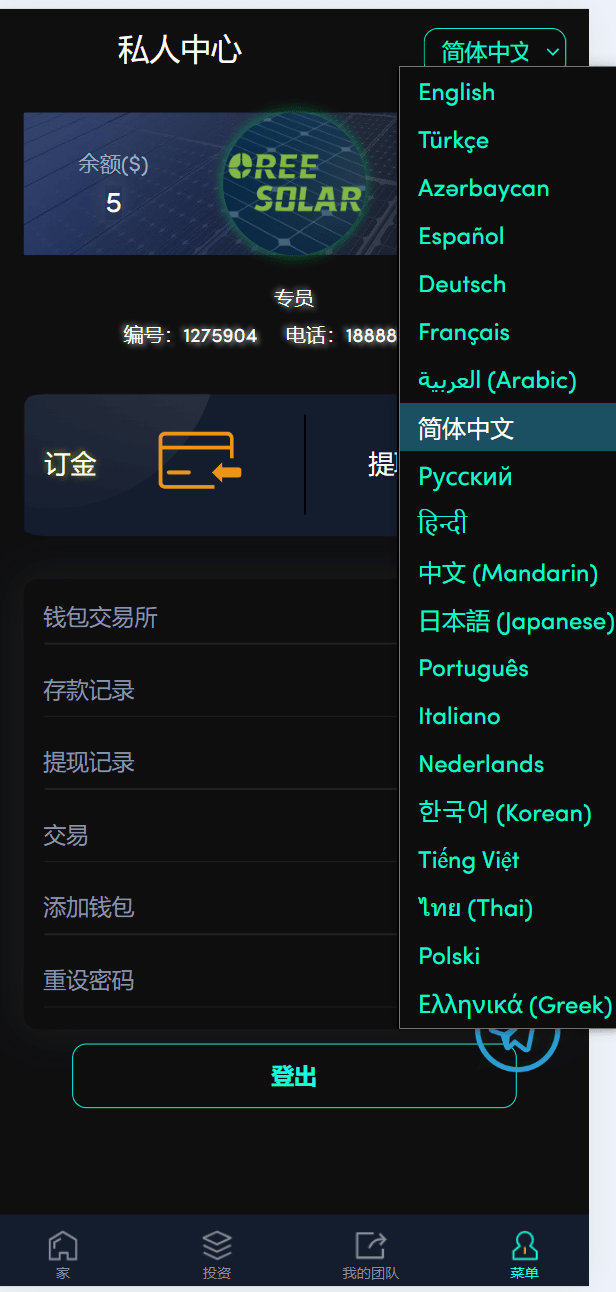 私人中心
简体中文
余额($)
5
OREE
SOLAR
专员
编号：1275904 电话：18888
订金
提
钱包交易所
存款记录
提现记录
交易
添加钱包
重设密码
登出
English
Türkçe
Azərbaycan
Español
Deutsch
Français
العربية (Arabic)
简体中文
Русский
हिन्दी
中文 (Mandarin)
日本語 (Japanese)
Português
Italiano
Nederlands
한국어 (Korean)
Tiếng Việt
ไทย (Thai)
Polski
Ελληνικά (Greek)
家
投资
我的团队
菜单